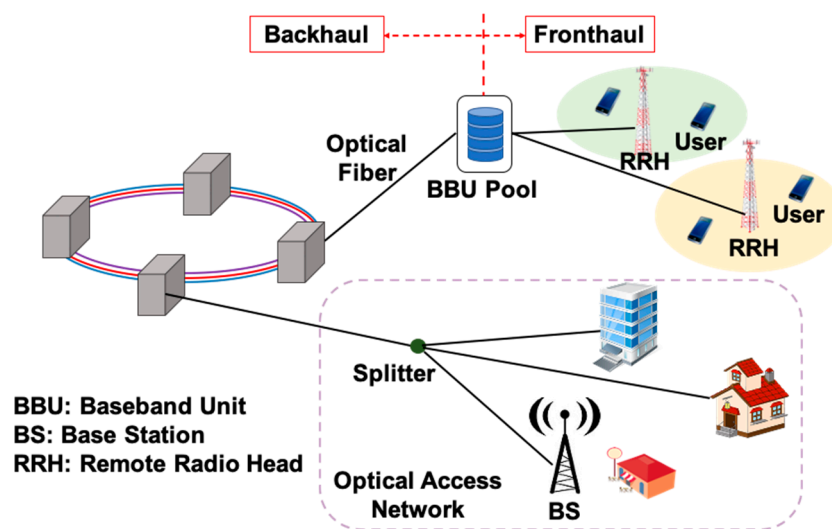 Backhaul
Fronthaul
Optical
Fiber
BBU Pool
User
RRH
User
RRH
Splitter
BBU: Baseband Unit
BS: Base Station
RRH: Remote Radio Head
Optical Access
Network
BS